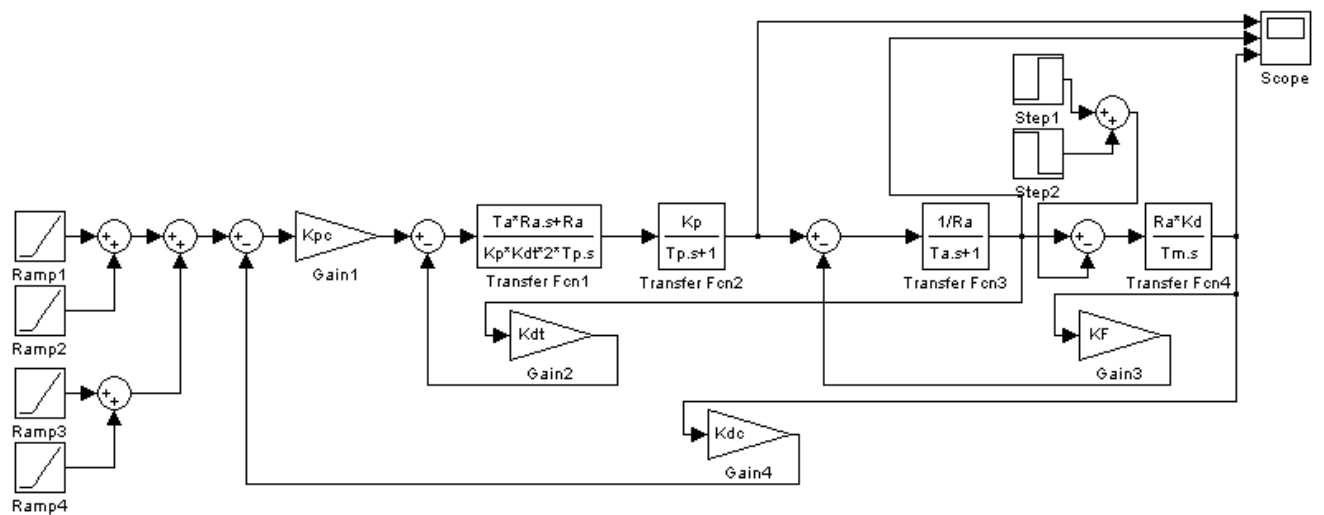 Scope
+
+
Step1
Step2
+
+
+
+
+
−
Kpc
Gain1
+
−
Ta*Ra.s+Ra
Kp*Kdt*2*Tp.s
Transfer Fcn1
Kp
Tp.s+1
Transfer Fcn2
+
−
1/Ra
Ta.s+1
Transfer Fcn3
+
−
Ra*Kd
Tm.s
Transfer Fcn4
Ramp1
Ramp2
Kdt
Gain2
KF
Gain3
Ramp3
+
+
Kdc
Gain4
Ramp4